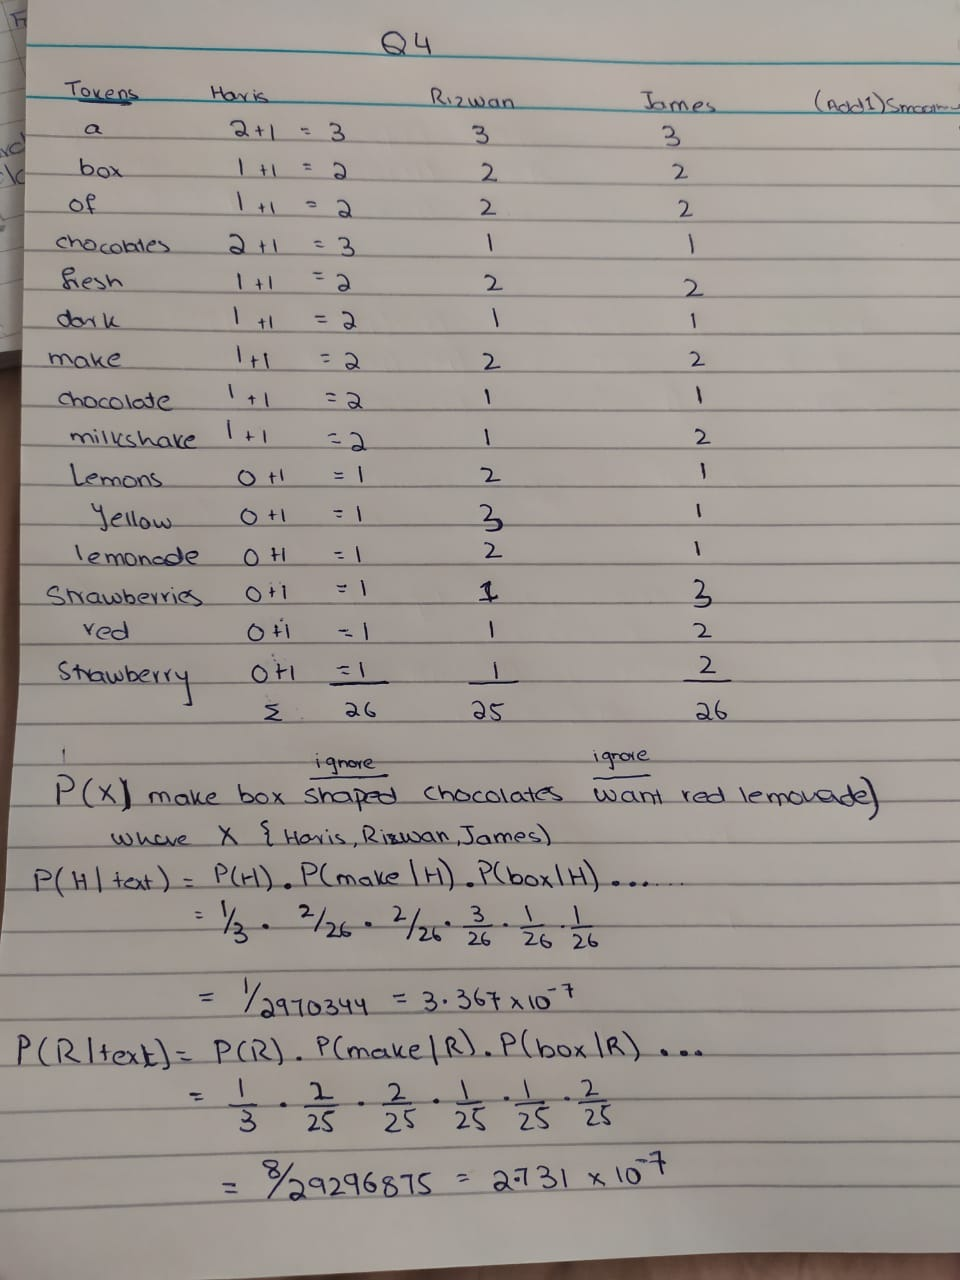 Q4
Tokens Haris Rizwan James (Add1)Smoo
a 2+1 = 3 3 3
box 1+1 = 2 2 2
of 1+1 = 2 2 2
chocolates 2+1 = 3 1 1
fresh 1+1 = 2 2 2
dark 1+1 = 2 1 1
make 1+1 = 2 2 2
chocolate 1+1 = 2 1 1
milkshake 1+1 = 2 1 2
Lemons 0+1 = 1 2 1
Yellow 0+1 = 1 3 1
lemonade 0+1 = 1 2 1
Strawberries 0+1 = 1 1 3
red 0+1 = 1 1 2
Strawberry 0+1 = 1 1 2
Σ 26 25 26
ignore ignore
P(X) make box shaped chocolates want red lemonade)
where X { Haris, Rizwan, James)
P(H | text) = P(H) . P(make | H) . P(box | H) ......
= 1/3 . 2/26 . 2/26 . 3/26 . 1/26 . 1/26
= 1/2970344 = 3.367 x 10⁻⁷
P(R | text) = P(R) . P(make | R) . P(box | R) ...
= 1/3 . 2/25 . 2/25 . 1/25 . 1/25 . 2/25
= 8/29296875 = 2.731 x 10⁻⁷